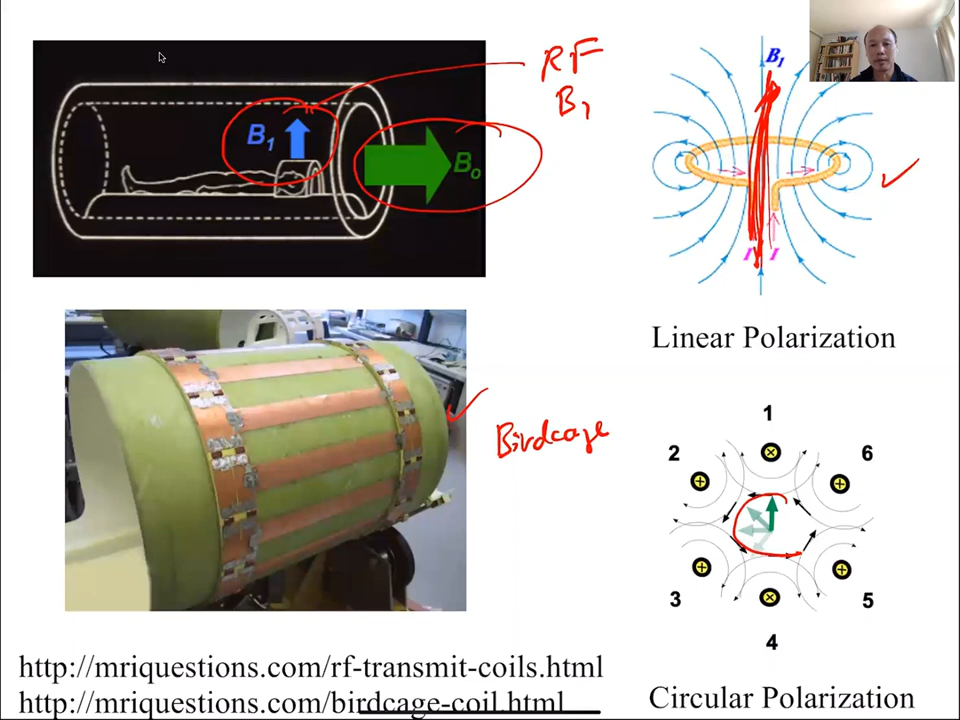 RF
B₁
B₁
B₀
B₁
I I
Linear Polarization
Birdcage
1
2 6
3 5
4
http://mriquestions.com/rf-transmit-coils.html
http://mriquestions.com/birdcage-coil.html
Circular Polarization